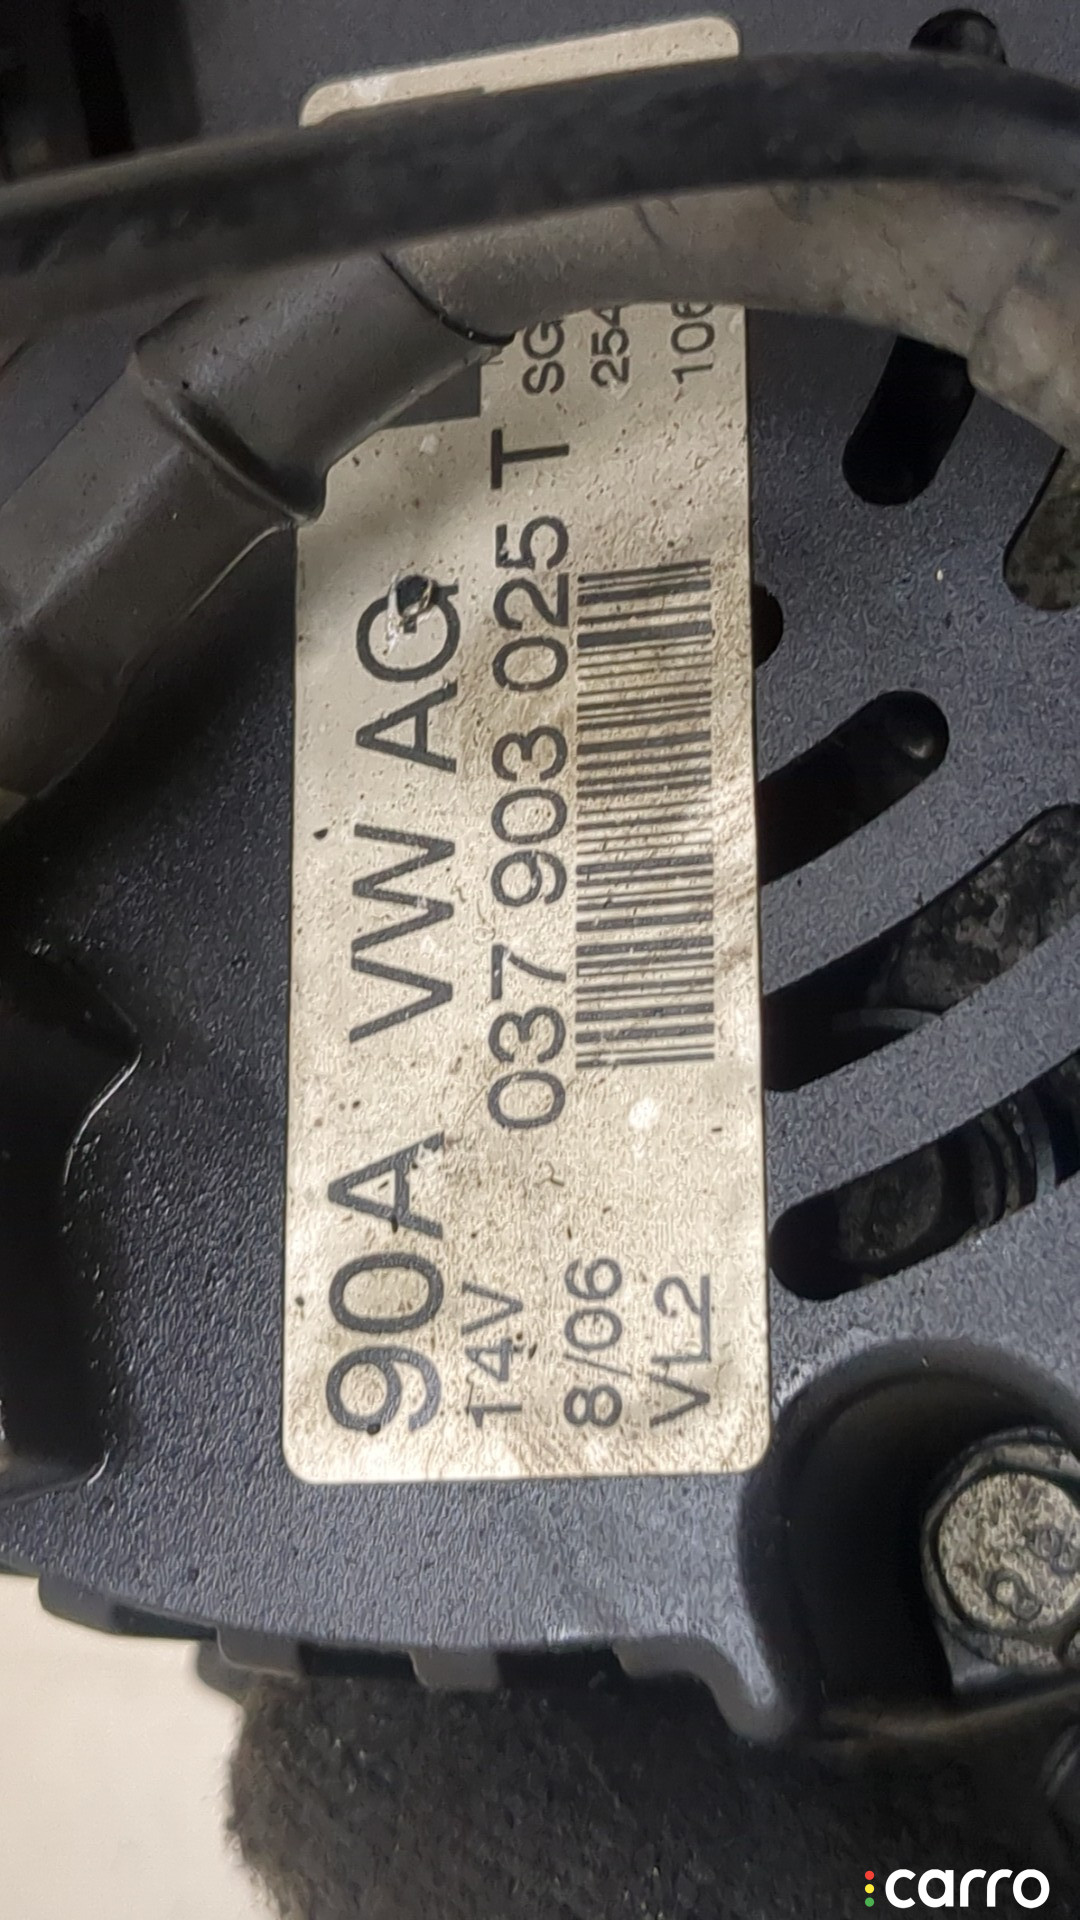 90A VW AG
14V 037 903 025 T
8/06
VL2
SG
254
106
carro